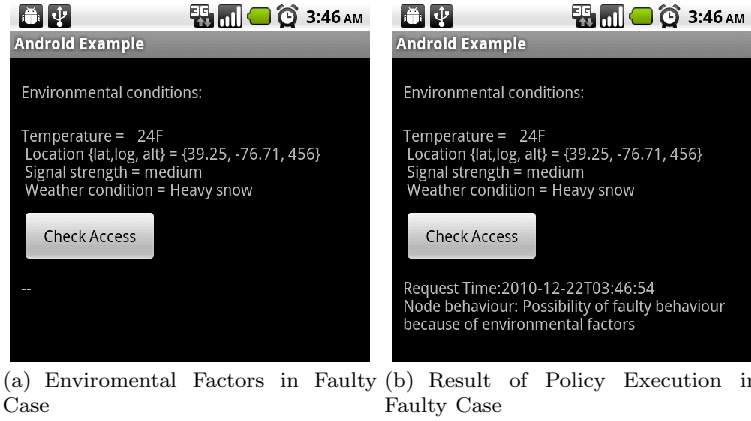 3G 3:46 AM
Android Example
Environmental conditions:
Temperature = 24F
Location {lat,log, alt} = {39.25, -76.71, 456}
Signal strength = medium
Weather condition = Heavy snow
Check Access
--
(a) Enviromental Factors in Faulty
Case
3G 3:46 AM
Android Example
Environmental conditions:
Temperature = 24F
Location {lat,log, alt} = {39.25, -76.71, 456}
Signal strength = medium
Weather condition = Heavy snow
Check Access
Request Time:2010-12-22T03:46:54
Node behaviour: Possibility of faulty behaviour
because of environmental factors
(b) Result of Policy Execution in
Faulty Case